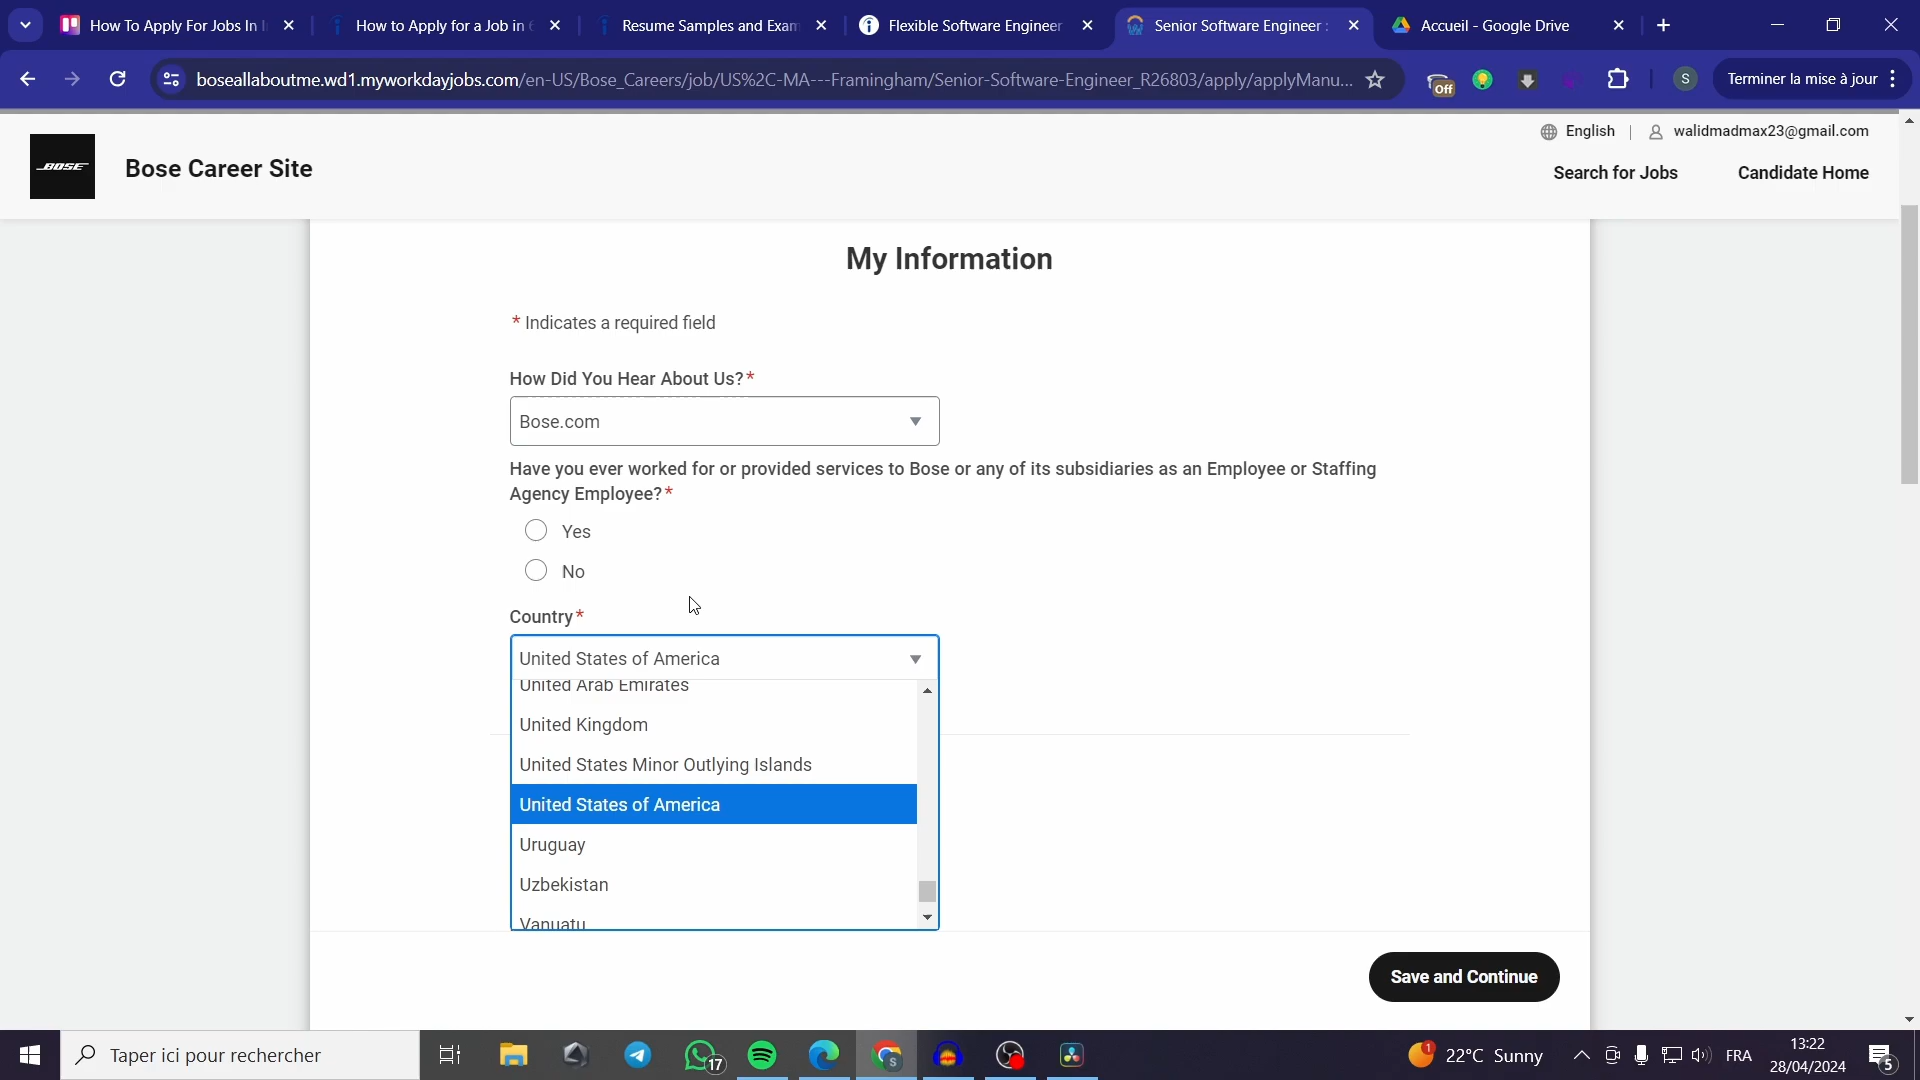 How To Apply For Jobs In I
How to Apply for a Job in 6
Resume Samples and Exam
Flexible Software Engineer
Senior Software Engineer :
Accueil - Google Drive
boseallaboutme.wd1.myworkdayjobs.com/en-US/Bose_Careers/job/US%2C-MA---Framingham/Senior-Software-Engineer_R26803/apply/applyManu...
Off
S
Terminer la mise à jour
English
walidmadmax23@gmail.com
BOSE
Bose Career Site
Search for Jobs
Candidate Home
My Information
* Indicates a required field
How Did You Hear About Us?*
Bose.com
Have you ever worked for or provided services to Bose or any of its subsidiaries as an Employee or Staffing
Agency Employee?*
Yes
No
Country*
United States of America
United Arab Emirates
United Kingdom
United States Minor Outlying Islands
United States of America
Uruguay
Uzbekistan
Vanuatu
Save and Continue
Taper ici pour rechercher
17
S
1
22°C Sunny
FRA
13:22
28/04/2024
5